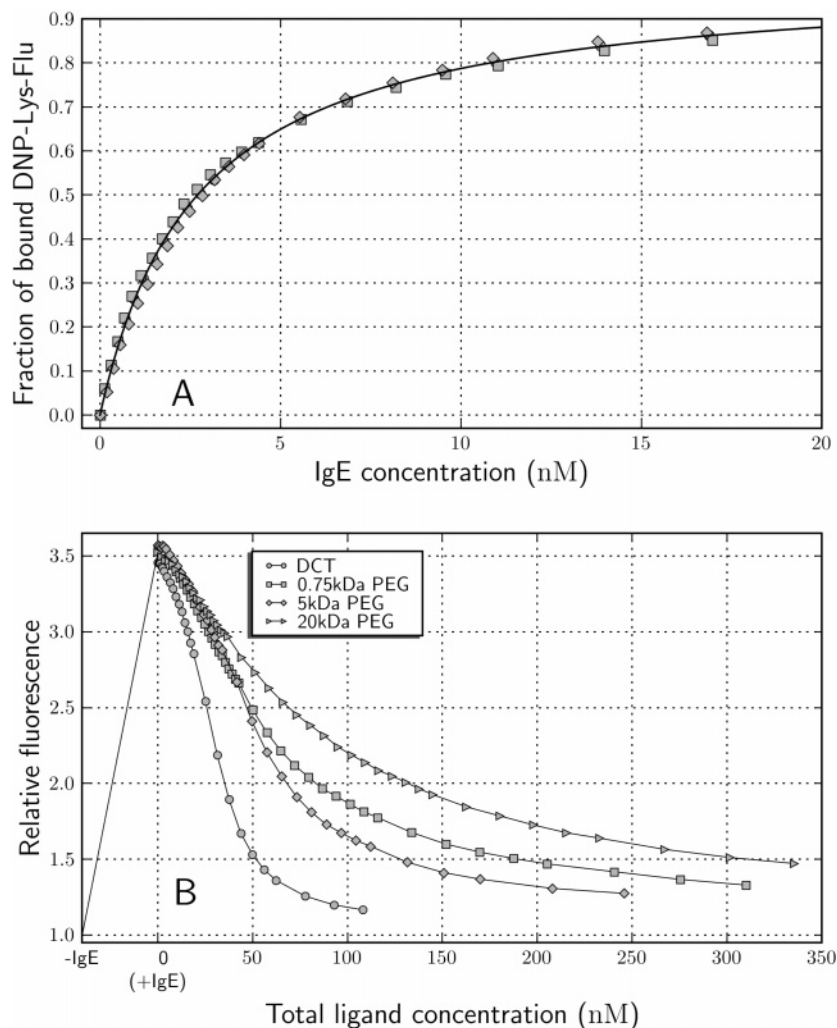 0.9
0.8
0.7
0.6
0.5
0.4
0.3
0.2
0.1
0.0
Fraction of bound DNP-Lys-Flu
A
0 5 10 15 20
IgE concentration (nM)
3.5
3.0
2.5
2.0
1.5
1.0
Relative fluorescence
DCT
0.75kDa PEG
5kDa PEG
20kDa PEG
B
-IgE 0 50 100 150 200 250 300 350
(+IgE)
Total ligand concentration (nM)